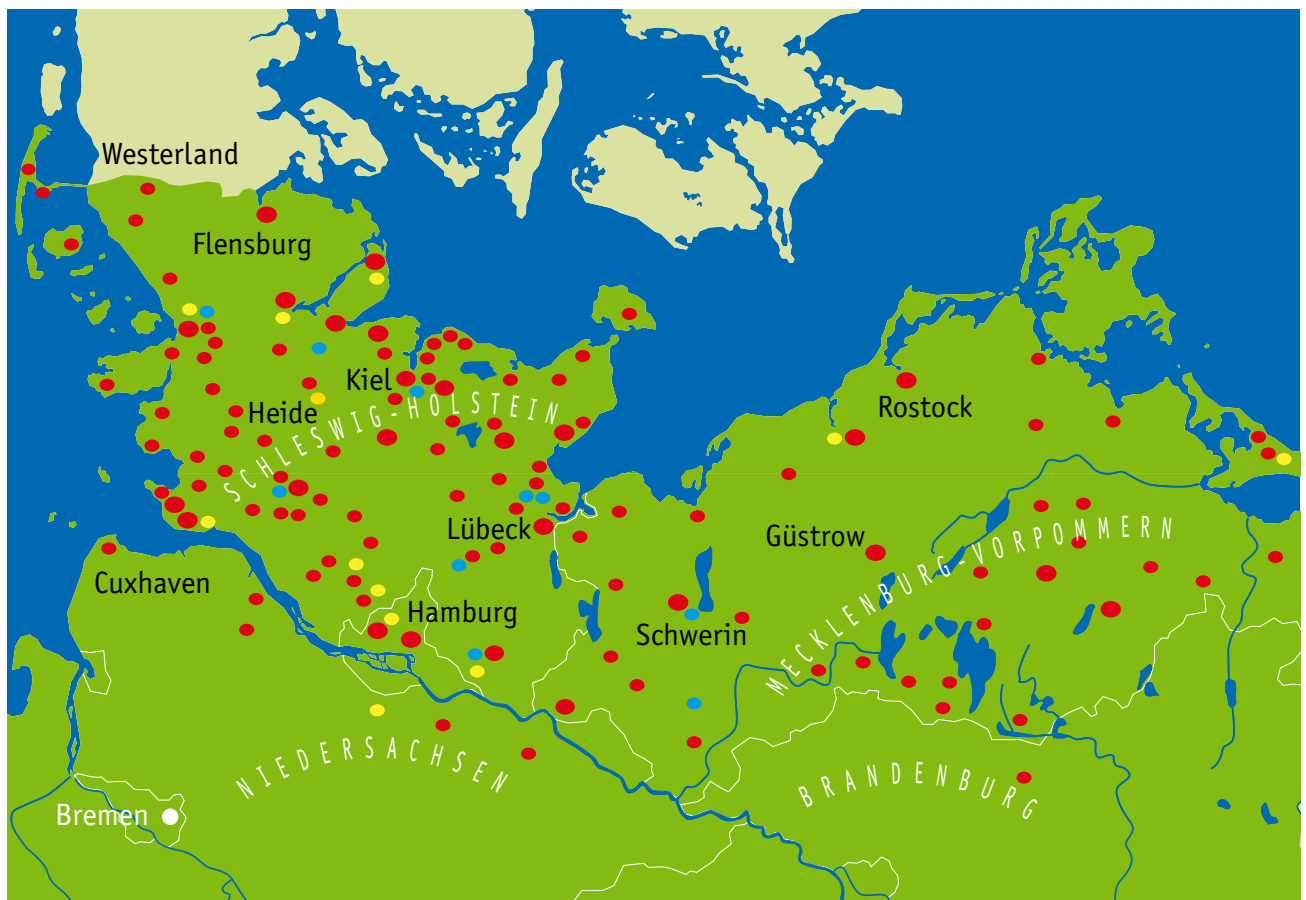 Westerland
Flensburg
Kiel
Heide
SCHLESWIG-HOLSTEIN
Rostock
Lübeck
Güstrow
Cuxhaven
Hamburg
Schwerin
MECKLENBURG-VORPOMMERN
NIEDERSACHSEN
BRANDENBURG
Bremen